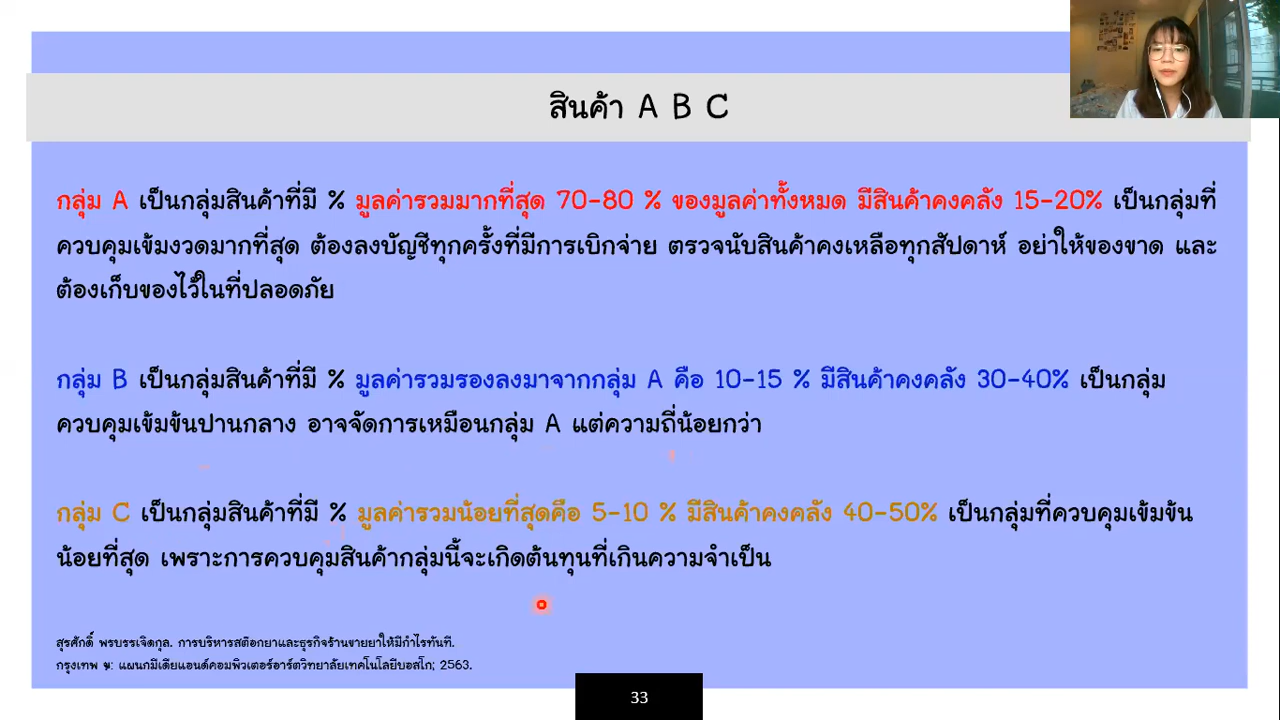 สินค้า A B C
กลุ่ม A เป็นกลุ่มสินค้าที่มี % มูลค่ารวมมากที่สุด 70-80 % ของมูลค่าทั้งหมด มีสินค้าคงคลัง 15-20% เป็นกลุ่มที่
ควบคุมเข้มงวดมากที่สุด ต้องลงบัญชีทุกครั้งที่มีการเบิกจ่าย ตรวจนับสินค้าคงเหลือทุกสัปดาห์ อย่าให้ของขาด และ
ต้องเก็บของไว้ในที่ปลอดภัย
กลุ่ม B เป็นกลุ่มสินค้าที่มี % มูลค่ารวมรองลงมาจากกลุ่ม A คือ 10-15 % มีสินค้าคงคลัง 30-40% เป็นกลุ่ม
ควบคุมเข้มข้นปานกลาง อาจจัดการเหมือนกลุ่ม A แต่ความถี่น้อยกว่า
กลุ่ม C เป็นกลุ่มสินค้าที่มี % มูลค่ารวมน้อยที่สุดคือ 5-10 % มีสินค้าคงคลัง 40-50% เป็นกลุ่มที่ควบคุมเข้มข้น
น้อยที่สุด เพราะการควบคุมสินค้ากลุ่มนี้จะเกิดต้นทุนที่เกินความจำเป็น
สุรศักดิ์ พรบรรเจิดกุล. การบริหารสต๊อกยาและธุรกิจร้านขายยาให้มีกำไรทันที.
กรุงเทพ ฯ: แผนกมีเดียแอนด์คอมพิวเตอร์อาร์ตวิทยาลัยเทคโนโลยีบอสโก; 2563.
33